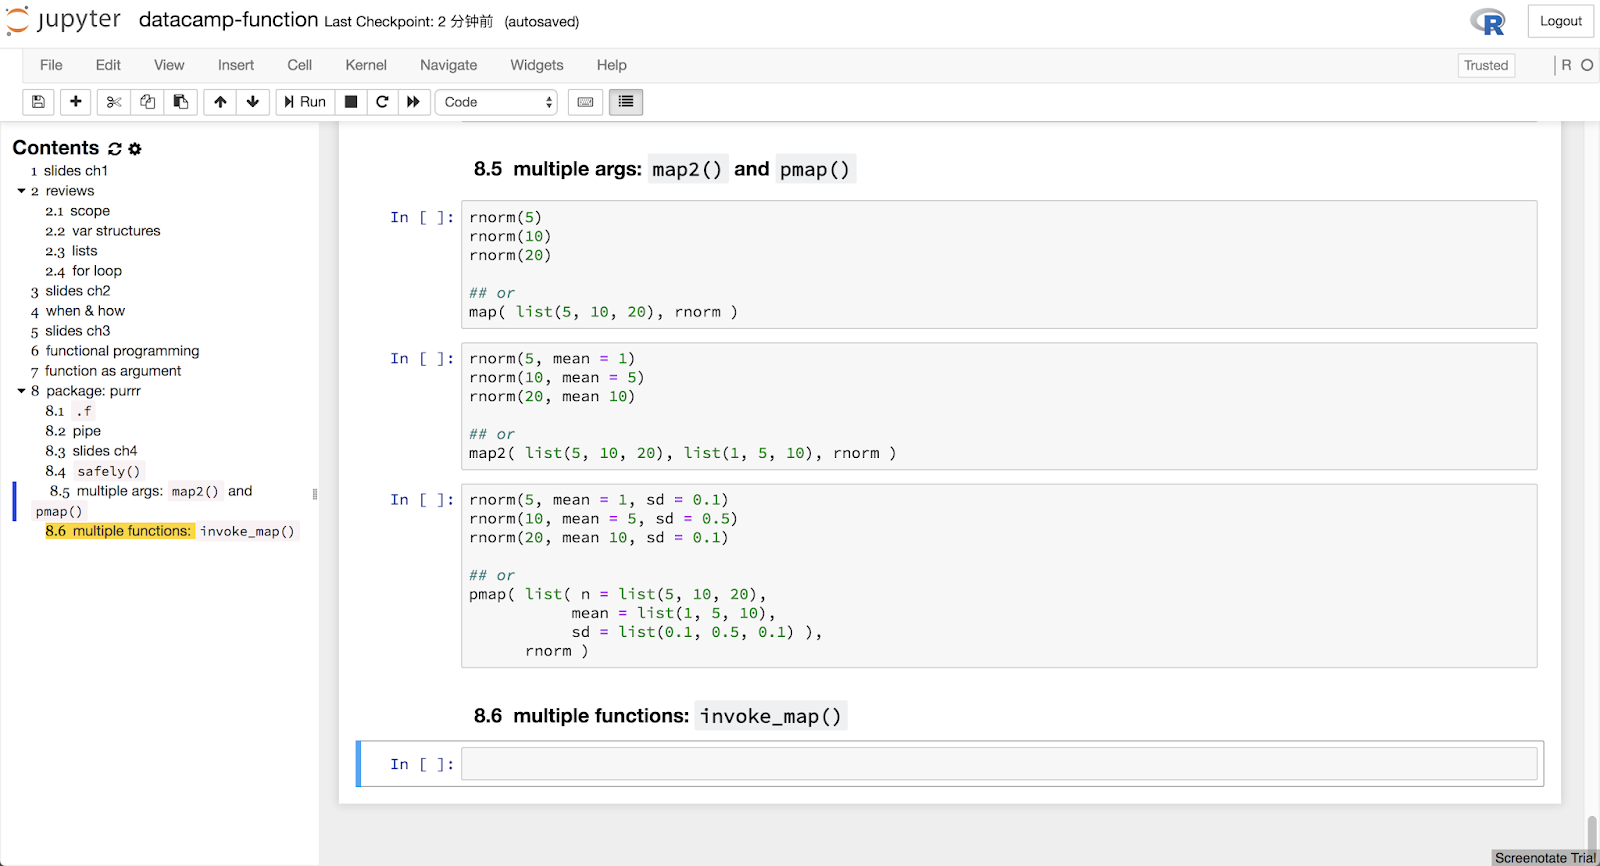 jupyter datacamp-function Last Checkpoint: 2 分钟前 (autosaved)
R
Logout
File Edit View Insert Cell Kernel Navigate Widgets Help
Trusted
R
Run
Code
Contents
1 slides ch1
2 reviews
2.1 scope
2.2 var structures
2.3 lists
2.4 for loop
3 slides ch2
4 when & how
5 slides ch3
6 functional programming
7 function as argument
8 package: purrr
8.1 .f
8.2 pipe
8.3 slides ch4
8.4 safely()
8.5 multiple args: map2() and
pmap()
8.6 multiple functions: invoke_map()
8.5 multiple args: map2() and pmap()
In [ ]:
rnorm(5)
rnorm(10)
rnorm(20)
## or
map( list(5, 10, 20), rnorm )
In [ ]:
rnorm(5, mean = 1)
rnorm(10, mean = 5)
rnorm(20, mean 10)
## or
map2( list(5, 10, 20), list(1, 5, 10), rnorm )
In [ ]:
rnorm(5, mean = 1, sd = 0.1)
rnorm(10, mean = 5, sd = 0.5)
rnorm(20, mean 10, sd = 0.1)
## or
pmap( list( n = list(5, 10, 20),
mean = list(1, 5, 10),
sd = list(0.1, 0.5, 0.1) ),
rnorm )
8.6 multiple functions: invoke_map()
In [ ]:
Screenotate Trial